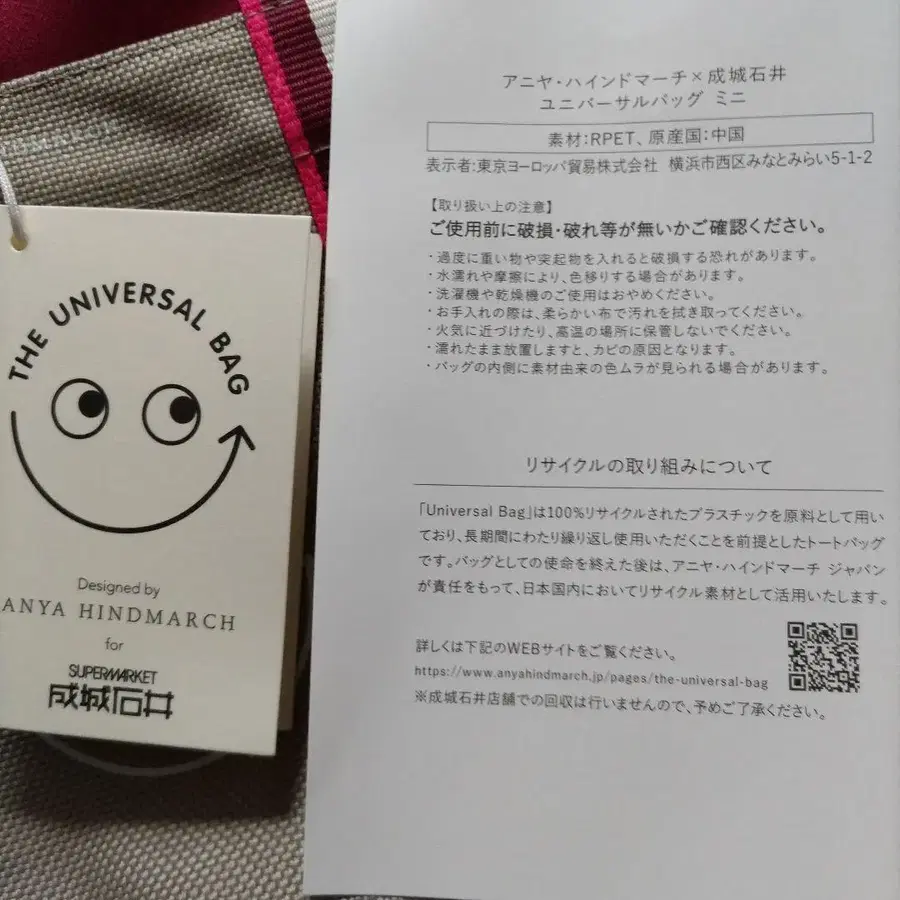 THE UNIVERSAL BAG
Designed by
ANYA HINDMARCH
for
SUPERMARKET
成城石井
アニヤ・ハインドマーチ×成城石井
ユニバーサルバッグ ミニ
素材:RPET、原産国:中国
表示者:東京ヨーロッパ貿易株式会社 横浜市西区みなとみらい5-1-2
【取り扱い上の注意】
ご使用前に破損・破れ等が無いかご確認ください。
・過度に重い物や突起物を入れると破損する恐れがあります。
・水濡れや摩擦により、色移りする場合があります。
・洗濯機や乾燥機のご使用はおやめください。
・お手入れの際は、柔らかい布で汚れを拭き取ってください。
・火気に近づけたり、高温の場所に保管しないでください。
・濡れたまま放置しますと、カビの原因となります。
・バッグの内側に素材由来の色ムラが見られる場合があります。
リサイクルの取り組みについて
「Universal Bag」は100%リサイクルされたプラスチックを原料として用い
ており、長期間にわたり繰り返し使用いただくことを前提としたトートバッグ
です。バッグとしての使命を終えた後は、アニヤ・ハインドマーチ ジャパン
が責任をもって、日本国内においてリサイクル素材として活用いたします。
詳しくは下記のWEBサイトをご覧ください。
https://www.anyahindmarch.jp/pages/the-universal-bag
※成城石井店舗での回収は行いませんので、予めご了承ください。